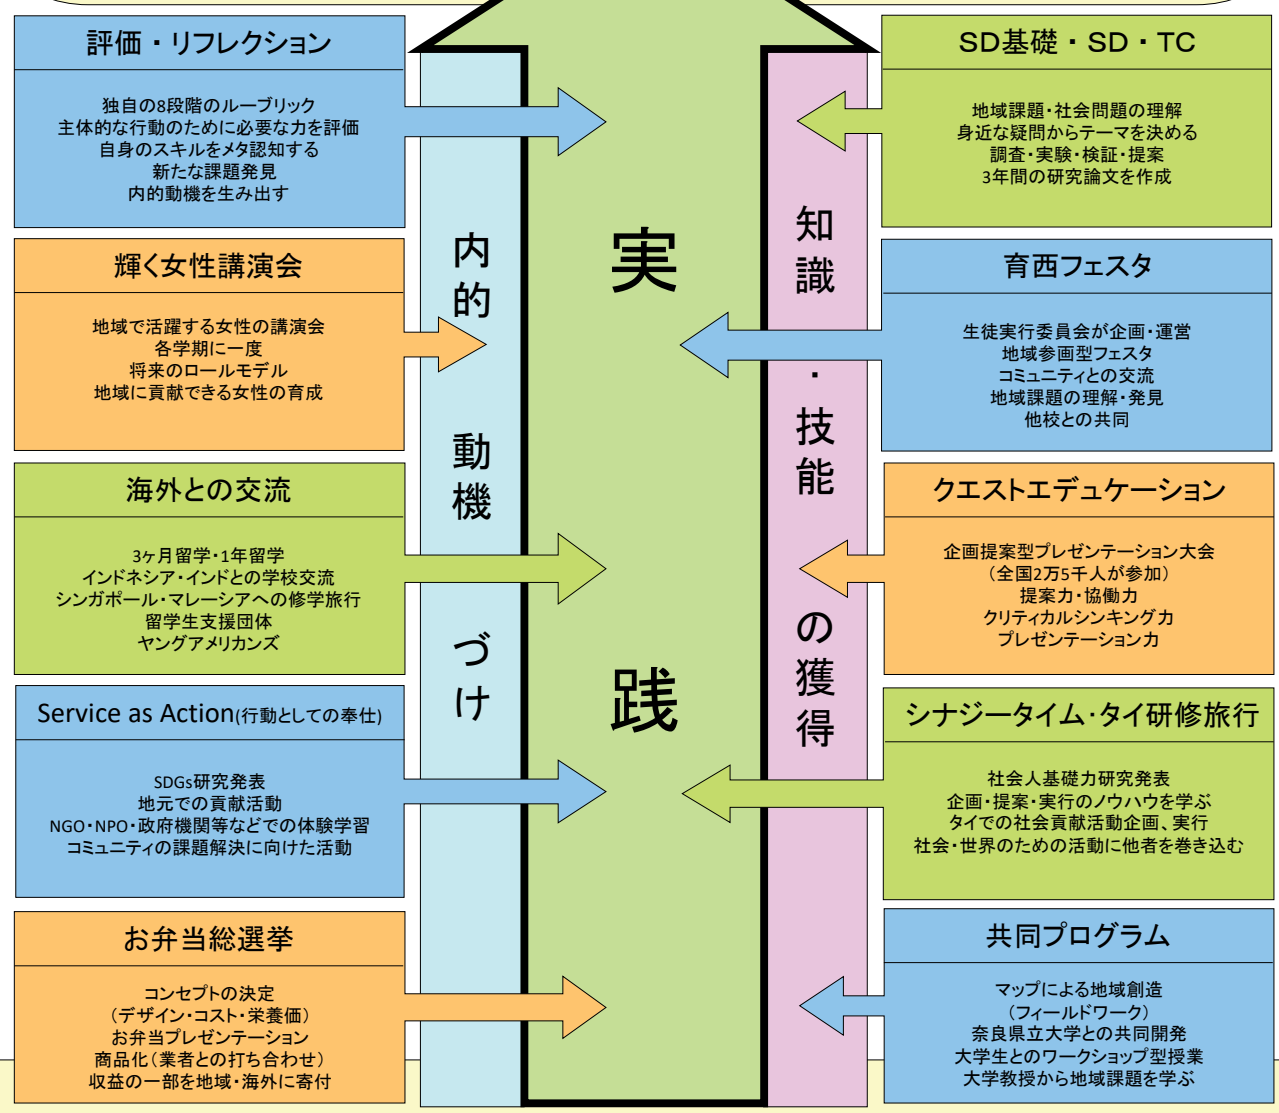 評価・リフレクション
独自の8段階のルーブリック
主体的な行動のために必要な力を評価
自身のスキルをメタ認知する
新たな課題発見
内的動機を生み出す
輝く女性講演会
地域で活躍する女性の講演会
各学期に一度
将来のロールモデル
地域に貢献できる女性の育成
海外との交流
3ヶ月留学・1年留学
インドネシア・インドとの学校交流
シンガポール・マレーシアへの修学旅行
留学生支援団体
ヤングアメリカンズ
Service as Action(行動としての奉仕)
SDGs研究発表
地元での貢献活動
NGO・NPO・政府機関等などでの体験学習
コミュニティの課題解決に向けた活動
お弁当総選挙
コンセプトの決定
(デザイン・コスト・栄養価)
お弁当プレゼンテーション
商品化(業者との打ち合わせ)
収益の一部を地域・海外に寄付
内的動機づけ
実践
知識・技能の獲得
SD基礎・SD・TC
地域課題・社会問題の理解
身近な疑問からテーマを決める
調査・実験・検証・提案
3年間の研究論文を作成
育西フェスタ
生徒実行委員会が企画・運営
地域参画型フェスタ
コミュニティとの交流
地域課題の理解・発見
他校との共同
クエストエデュケーション
企画提案型プレゼンテーション大会
(全国2万5千人が参加)
提案力・協働力
クリティカルシンキング力
プレゼンテーション力
シナジータイム・タイ研修旅行
社会人基礎力研究発表
企画・提案・実行のノウハウを学ぶ
タイでの社会貢献活動企画、実行
社会・世界のための活動に他者を巻き込む
共同プログラム
マップによる地域創造
(フィールドワーク)
奈良県立大学との共同開発
大学生とのワークショップ型授業
大学教授から地域課題を学ぶ